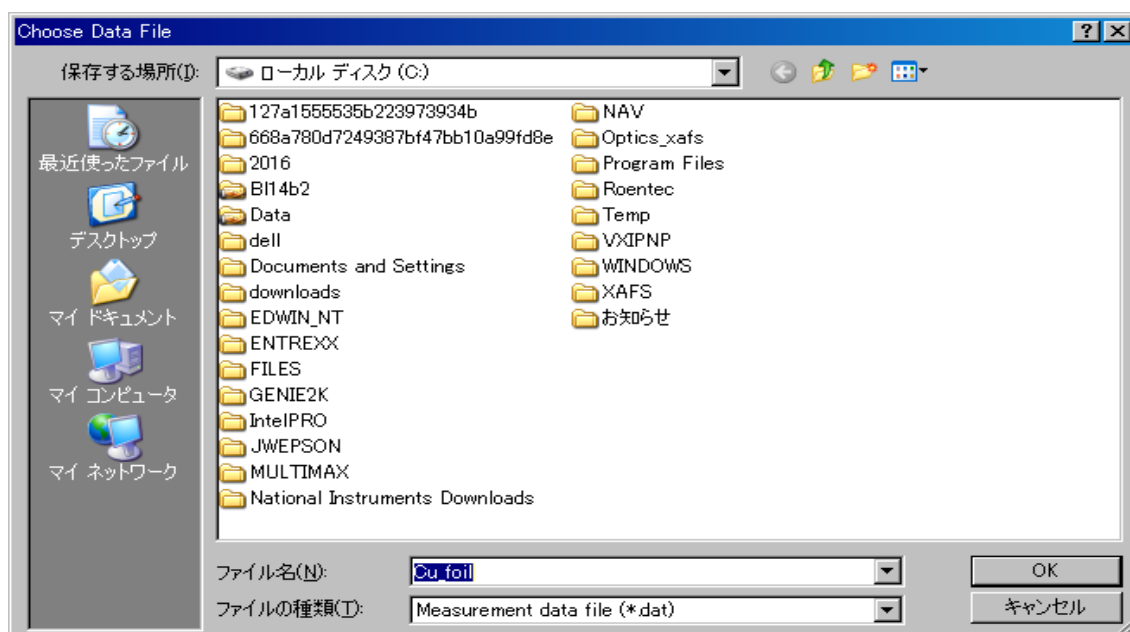 Choose Data File
保存する場所(I):
ローカル ディスク (C:)
最近使ったファイル
デスクトップ
マイ ドキュメント
マイ コンピュータ
マイ ネットワーク
127a1555535b223973934b
668a780d7249387bf47bb10a99fd8e
2016
Bl14b2
Data
dell
Documents and Settings
downloads
EDWIN_NT
ENTREXX
FILES
GENIE2K
IntelPRO
JWEPSON
MULTIMAX
National Instruments Downloads
NAV
Optics_xafs
Program Files
Roentec
Temp
VXIPNP
WINDOWS
XAFS
お知らせ
ファイル名(N):
Cu_foil
OK
ファイルの種類(T):
Measurement data file (*.dat)
キャンセル